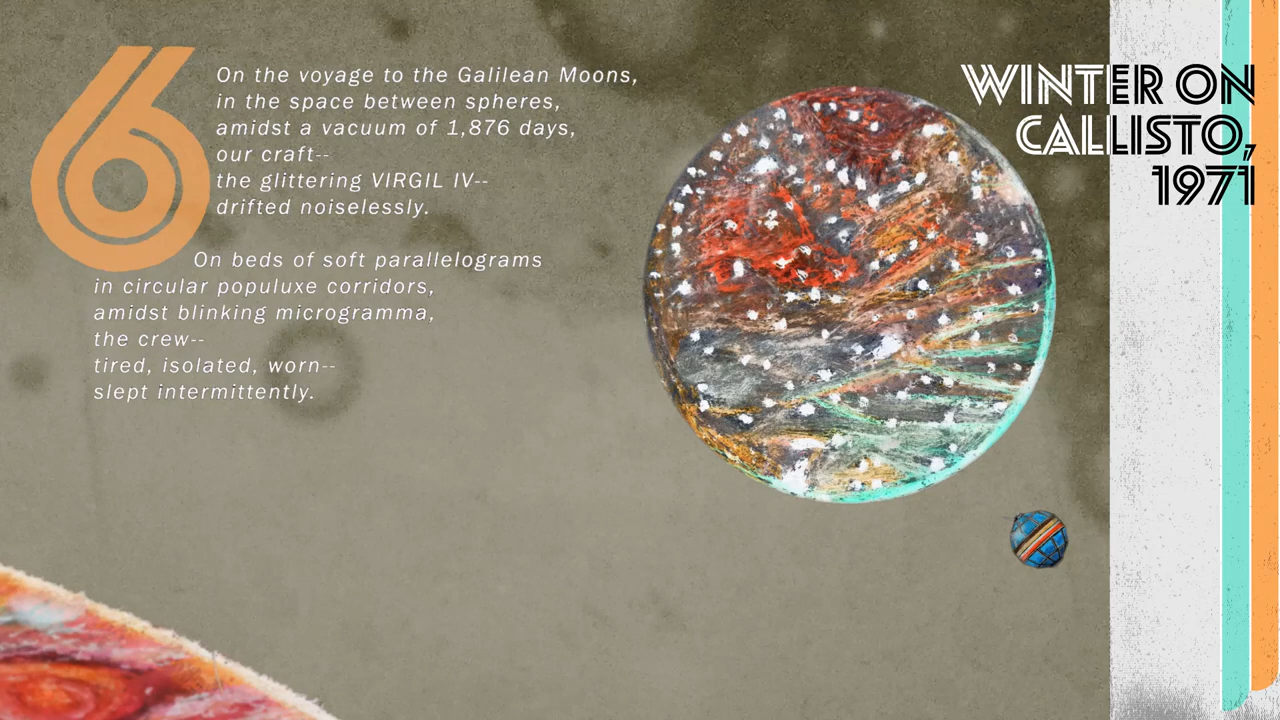 6
On the voyage to the Galilean Moons,
in the space between spheres,
amidst a vacuum of 1,876 days,
our craft--
the glittering VIRGIL IV--
drifted noiselessly.
On beds of soft parallelograms
in circular populuxe corridors,
amidst blinking microgramma,
the crew--
tired, isolated, worn--
slept intermittently.
WINTER ON
CALLISTO,
1971